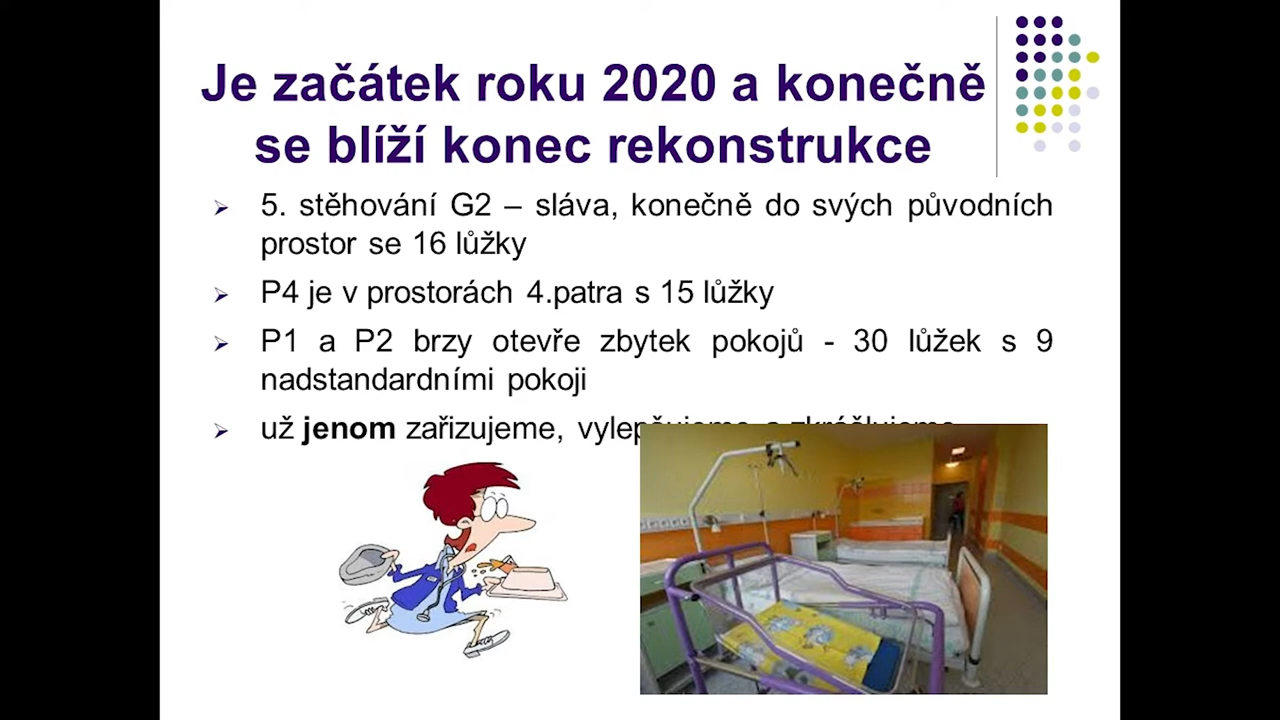 Je začátek roku 2020 a konečně
se blíží konec rekonstrukce
5. stěhování G2 – sláva, konečně do svých původních
prostor se 16 lůžky
P4 je v prostorách 4.patra s 15 lůžky
P1 a P2 brzy otevře zbytek pokojů - 30 lůžek s 9
nadstandardními pokoji
už jenom zařizujeme, vylepšujeme a zkrášlujeme